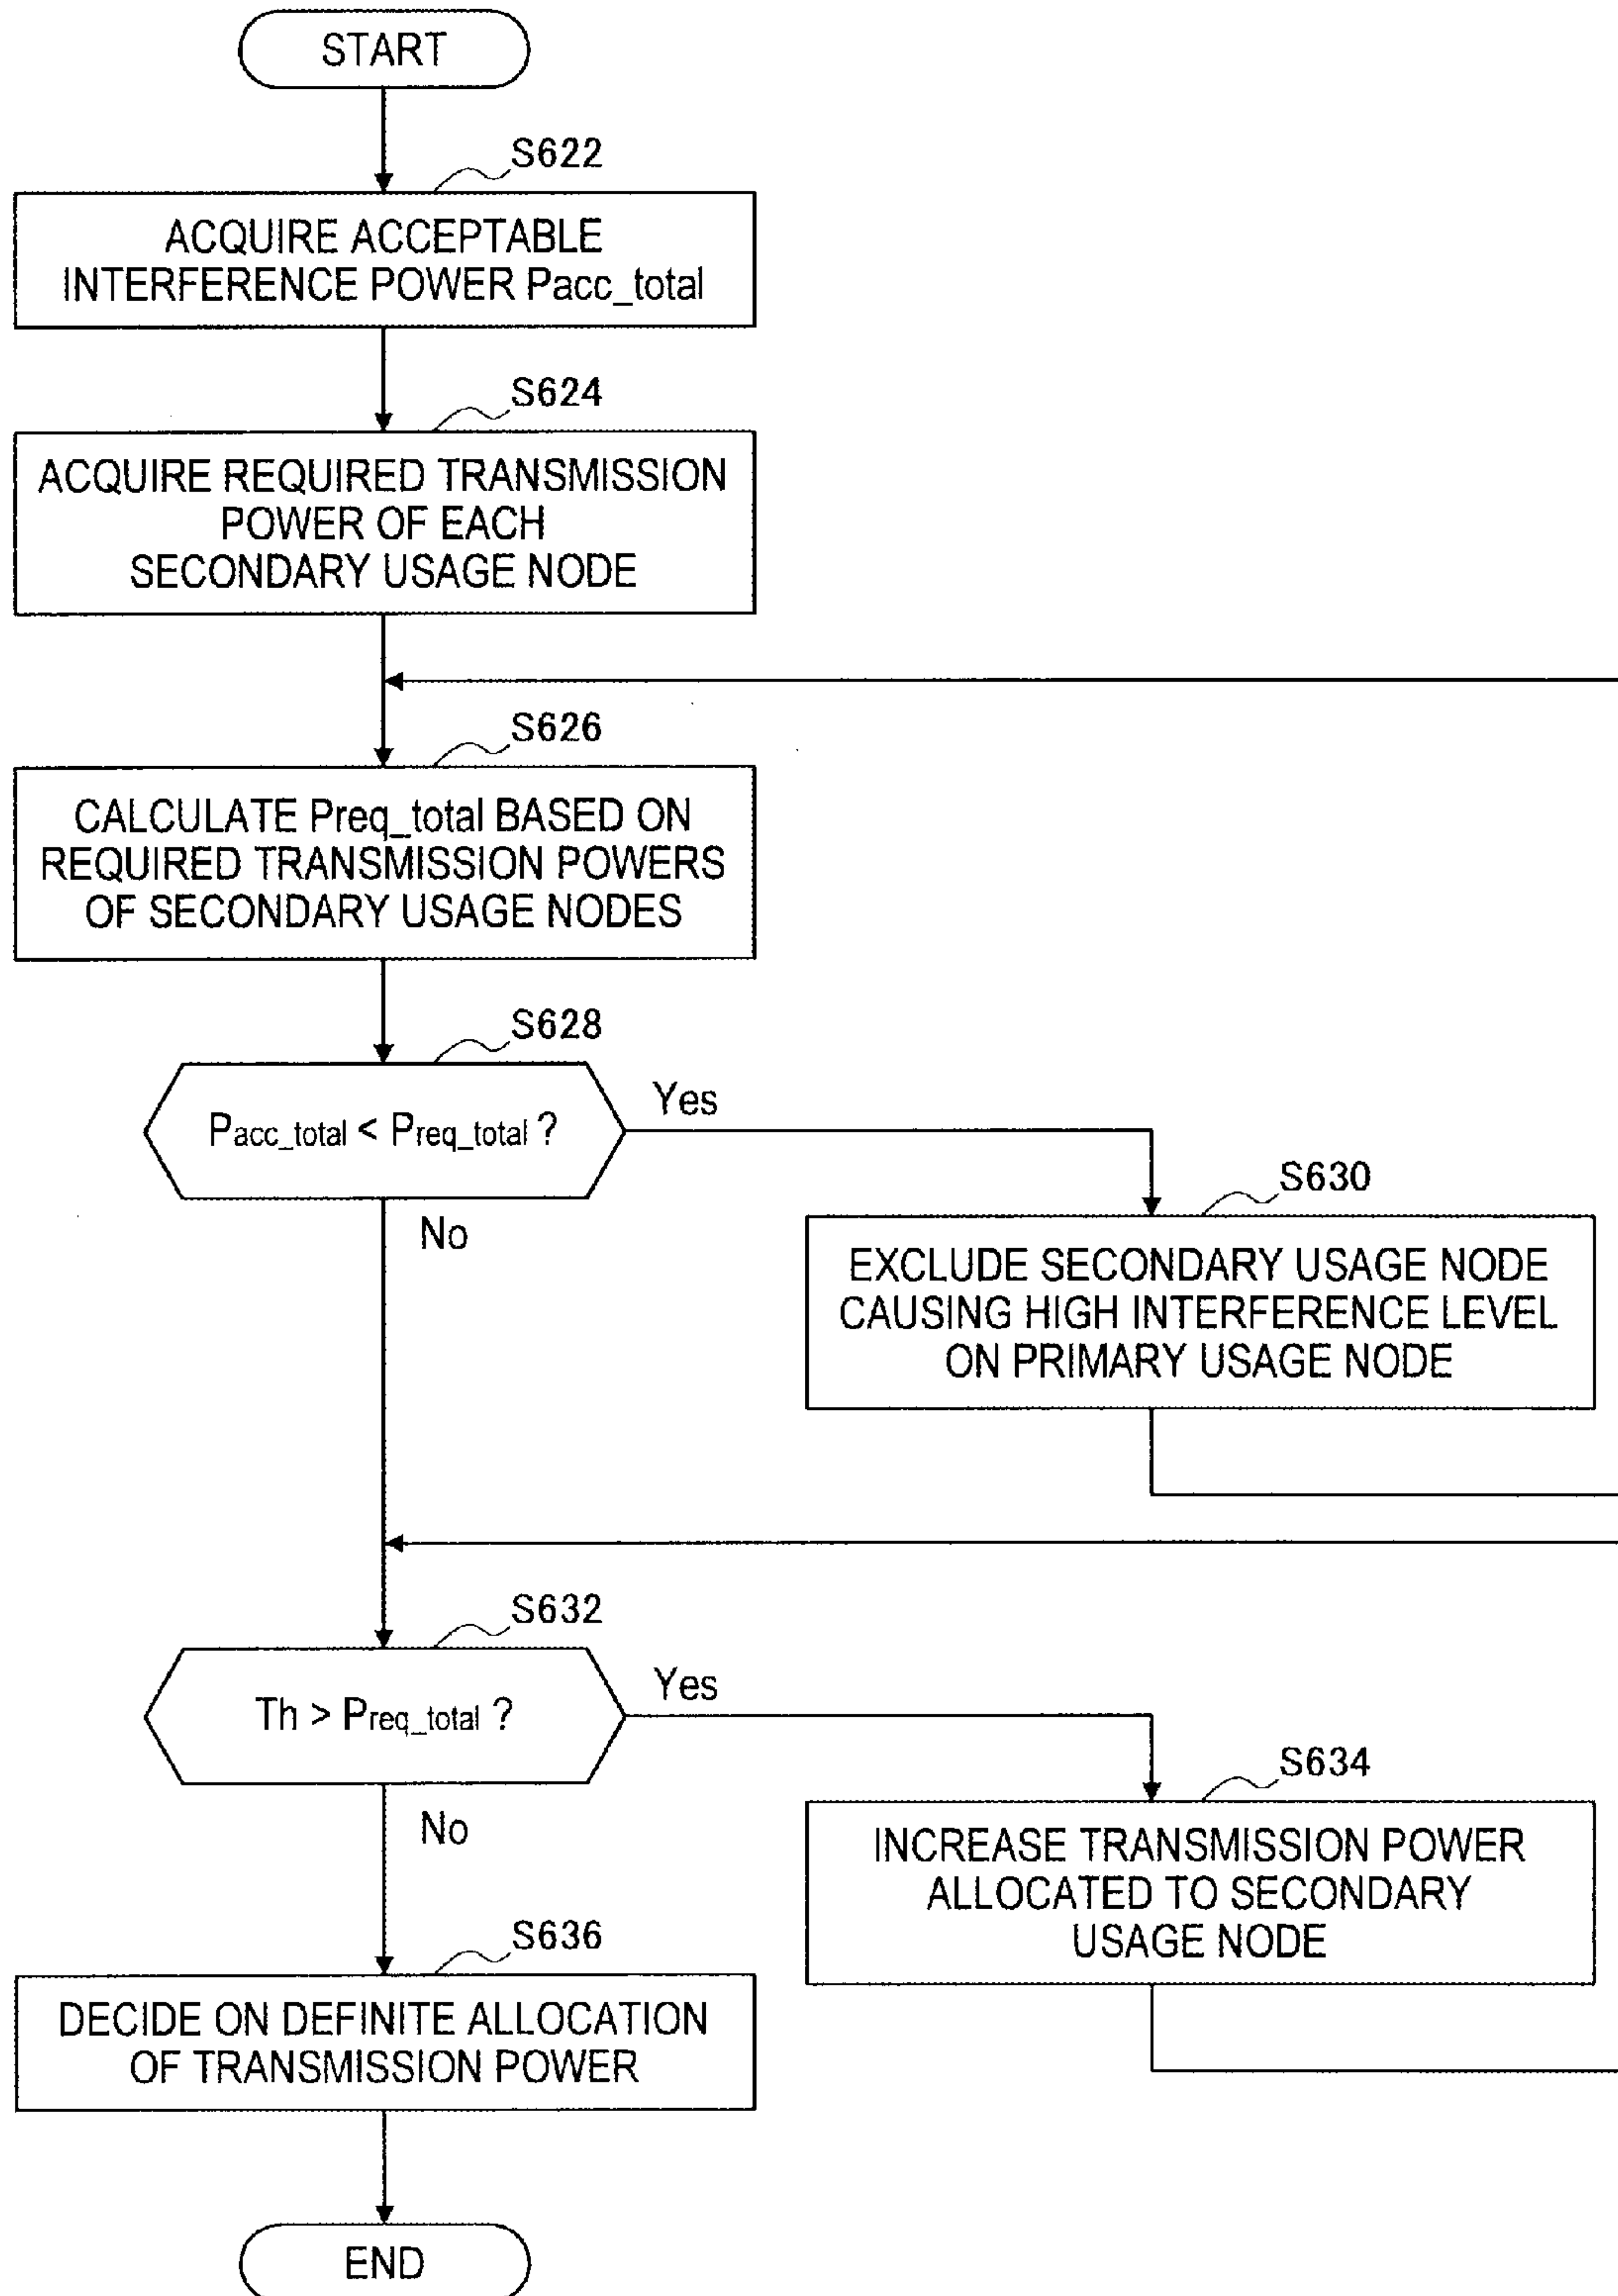 START
S622
ACQUIRE ACCEPTABLE
INTERFERENCE POWER Pacc_total
S624
ACQUIRE REQUIRED TRANSMISSION
POWER OF EACH
SECONDARY USAGE NODE
S626
CALCULATE Preq_total BASED ON
REQUIRED TRANSMISSION POWERS
OF SECONDARY USAGE NODES
S628
Pacc_total < Preq_total ?
Yes
No
S630
EXCLUDE SECONDARY USAGE NODE
CAUSING HIGH INTERFERENCE LEVEL
ON PRIMARY USAGE NODE
S632
Th > Preq_total ?
Yes
No
S634
INCREASE TRANSMISSION POWER
ALLOCATED TO SECONDARY
USAGE NODE
S636
DECIDE ON DEFINITE ALLOCATION
OF TRANSMISSION POWER
END